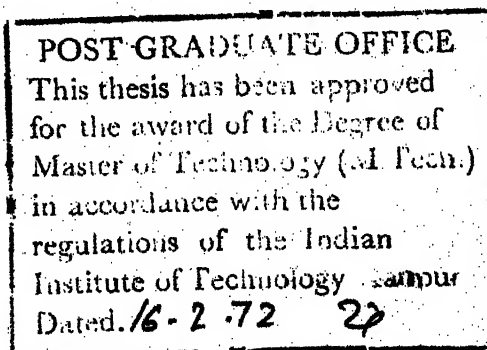 POST GRADUATE OFFICE
This thesis has been approved
for the award of the Degree of
Master of Technology (M. Tech.)
in accordance with the
regulations of the Indian
Institute of Technology Kanpur
Dated. 16-2.72